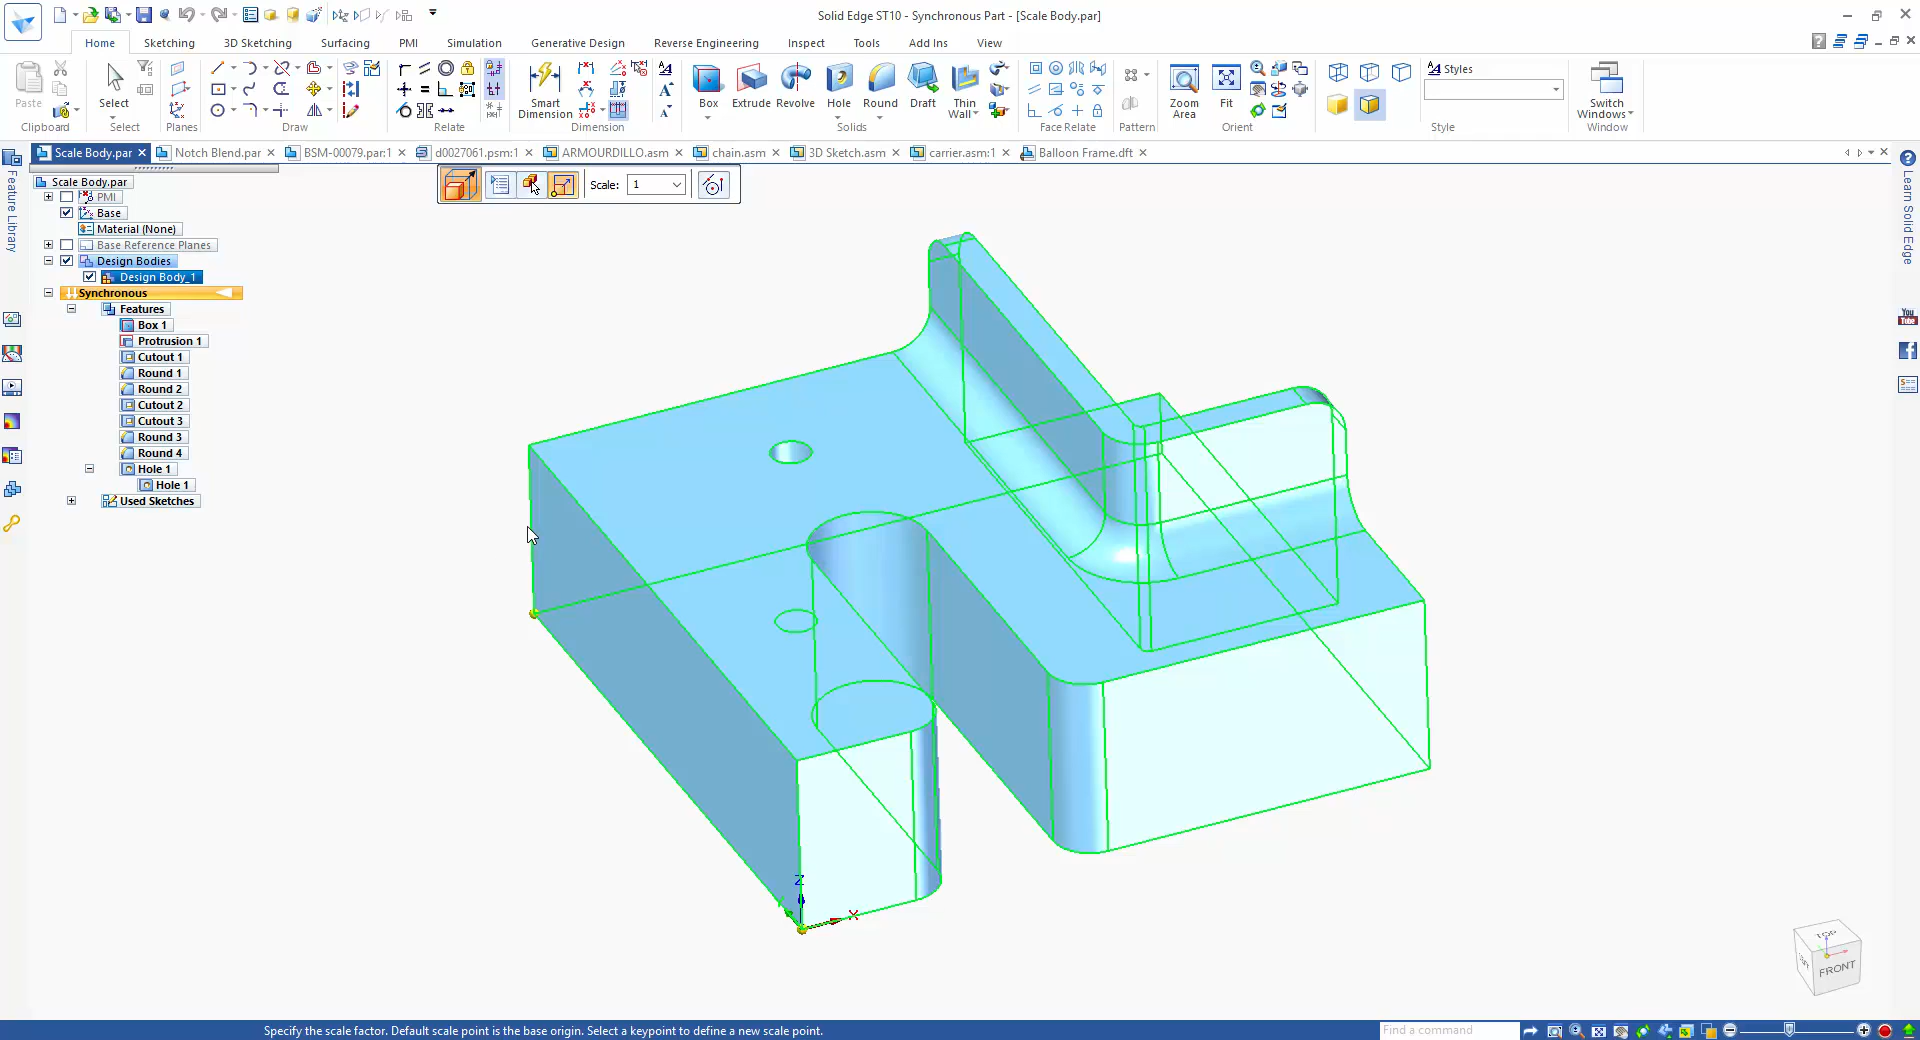 Solid Edge ST10 - Synchronous Part - [Scale Body.par]
Home
Sketching
3D Sketching
Surfacing
PMI
Simulation
Generative Design
Reverse Engineering
Inspect
Tools
Add Ins
View
Paste
Clipboard
Select
Select
Planes
Draw
Relate
Smart
Dimension
Dimension
Box
Extrude
Revolve
Hole
Round
Draft
Thin
Wall
Solids
Face Relate
Pattern
Zoom
Area
Fit
Orient
Styles
Style
Switch
Windows
Window
Scale Body.par
Notch Blend.par
BSM-00079.par:1
d0027061.psm:1
ARMOURDILLO.asm
chain.asm
3D Sketch.asm
carrier.asm:1
Balloon Frame.dft
Feature Library
Scale Body.par
PMI
Base
Material (None)
Base Reference Planes
Design Bodies
Design Body_1
Synchronous
Features
Box 1
Protrusion 1
Cutout 1
Round 1
Round 2
Cutout 2
Cutout 3
Round 3
Round 4
Hole 1
Hole 1
Used Sketches
Scale: 1
Learn Solid Edge
You
Tube
Z
X
TOP
FRONT
Specify the scale factor. Default scale point is the base origin. Select a keypoint to define a new scale point.
Find a command